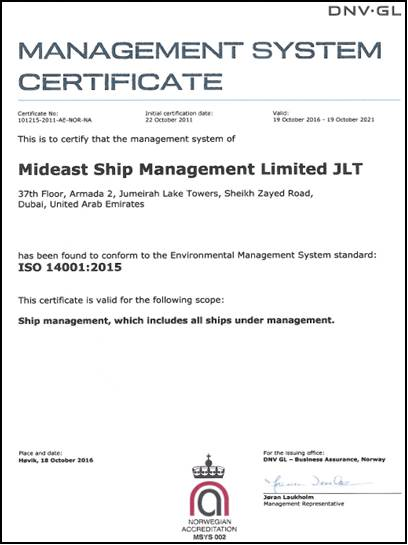 DNV·GL
MANAGEMENT SYSTEM
CERTIFICATE
Certificate No:
101215-2011-AE-NOR-NA
Initial certification date:
22 October 2011
Valid:
19 October 2016 - 19 October 2021
This is to certify that the management system of
Mideast Ship Management Limited JLT
37th Floor, Armada 2, Jumeirah Lake Towers, Sheikh Zayed Road,
Dubai, United Arab Emirates
has been found to conform to the Environmental Management System standard:
ISO 14001:2015
This certificate is valid for the following scope:
Ship management, which includes all ships under management.
Place and date:
Høvik, 18 October 2016
For the issuing office:
DNV GL – Business Assurance, Norway
Jøran Laukholm
Management Representative
NORWEGIAN
ACCREDITATION
MSYS 002